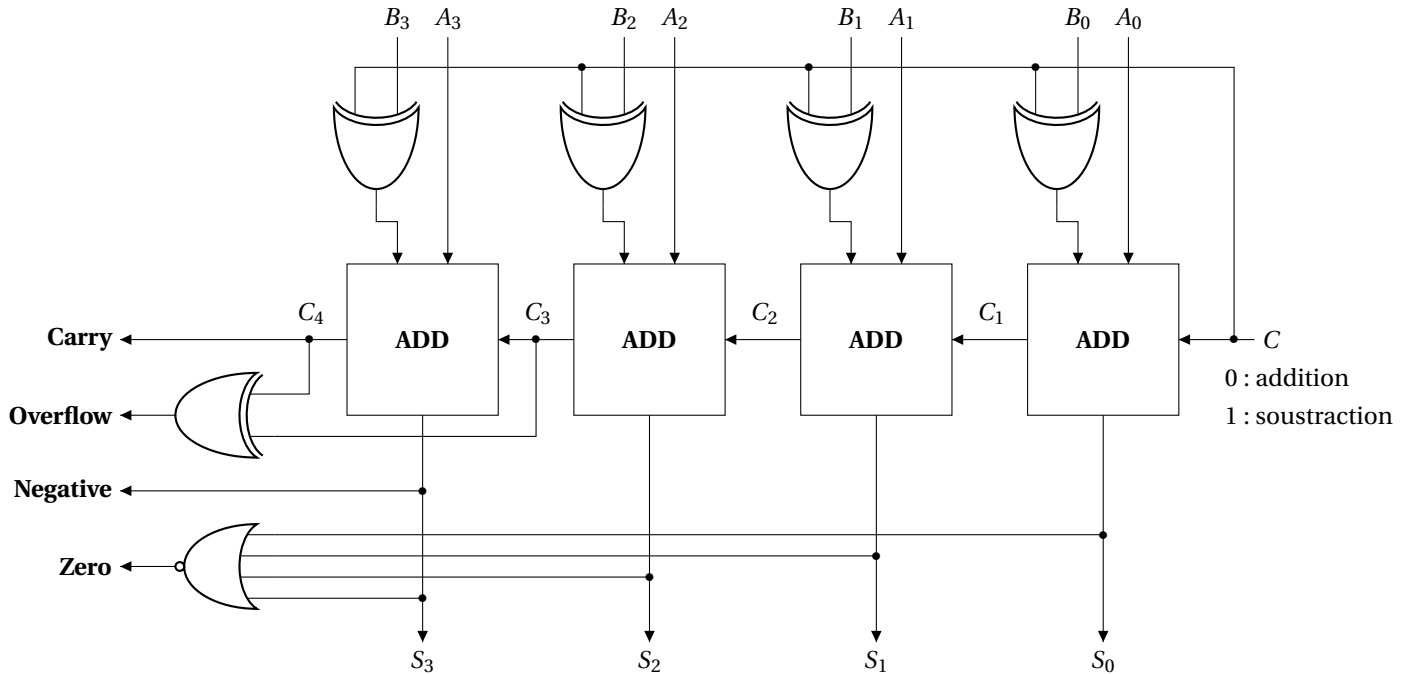 B₃ A₃ B₂ A₂ B₁ A₁ B₀ A₀
C₄ C₃ C₂ C₁
Carry ADD ADD ADD ADD C
0 : addition
Overflow 1 : soustraction
Negative
Zero
S₃ S₂ S₁ S₀